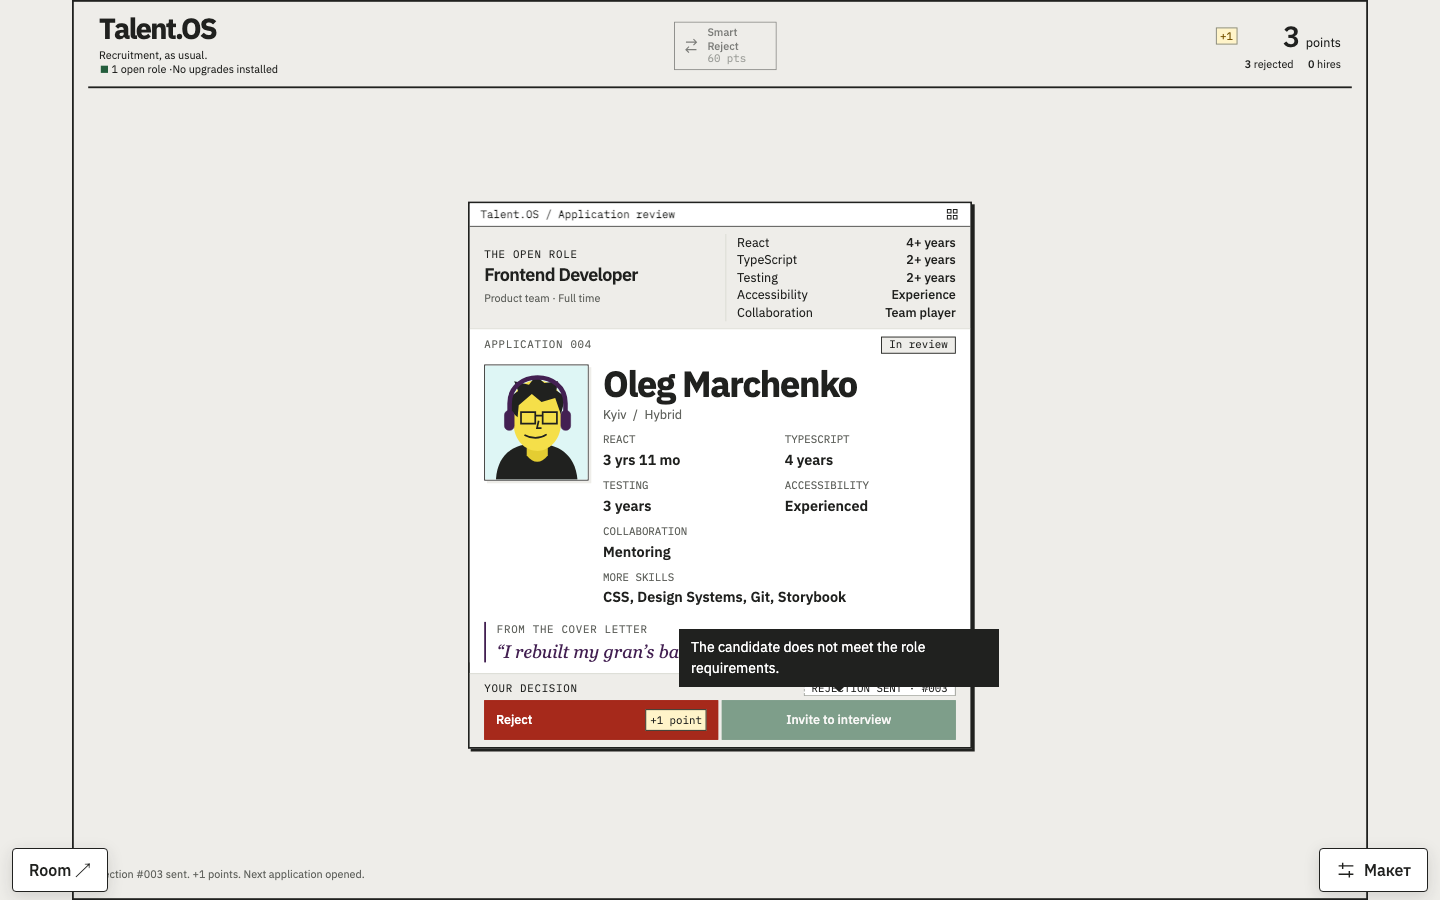 Talent.OS
Recruitment, as usual.
1 open role ·No upgrades installed
Smart
Reject
60 pts
+1
3 points
3 rejected 0 hires
Talent.OS / Application review
THE OPEN ROLE
Frontend Developer
Product team · Full time
React 4+ years
TypeScript 2+ years
Testing 2+ years
Accessibility Experience
Collaboration Team player
APPLICATION 004
In review
Oleg Marchenko
Kyiv / Hybrid
REACT
3 yrs 11 mo
TYPESCRIPT
4 years
TESTING
3 years
ACCESSIBILITY
Experienced
COLLABORATION
Mentoring
MORE SKILLS
CSS, Design Systems, Git, Storybook
FROM THE COVER LETTER
“I rebuilt my gran’s ba
The candidate does not meet the role
requirements.
YOUR DECISION
REJECTION SENT · #003
Reject
+1 point
Invite to interview
Room
ection #003 sent. +1 points. Next application opened.
Макет